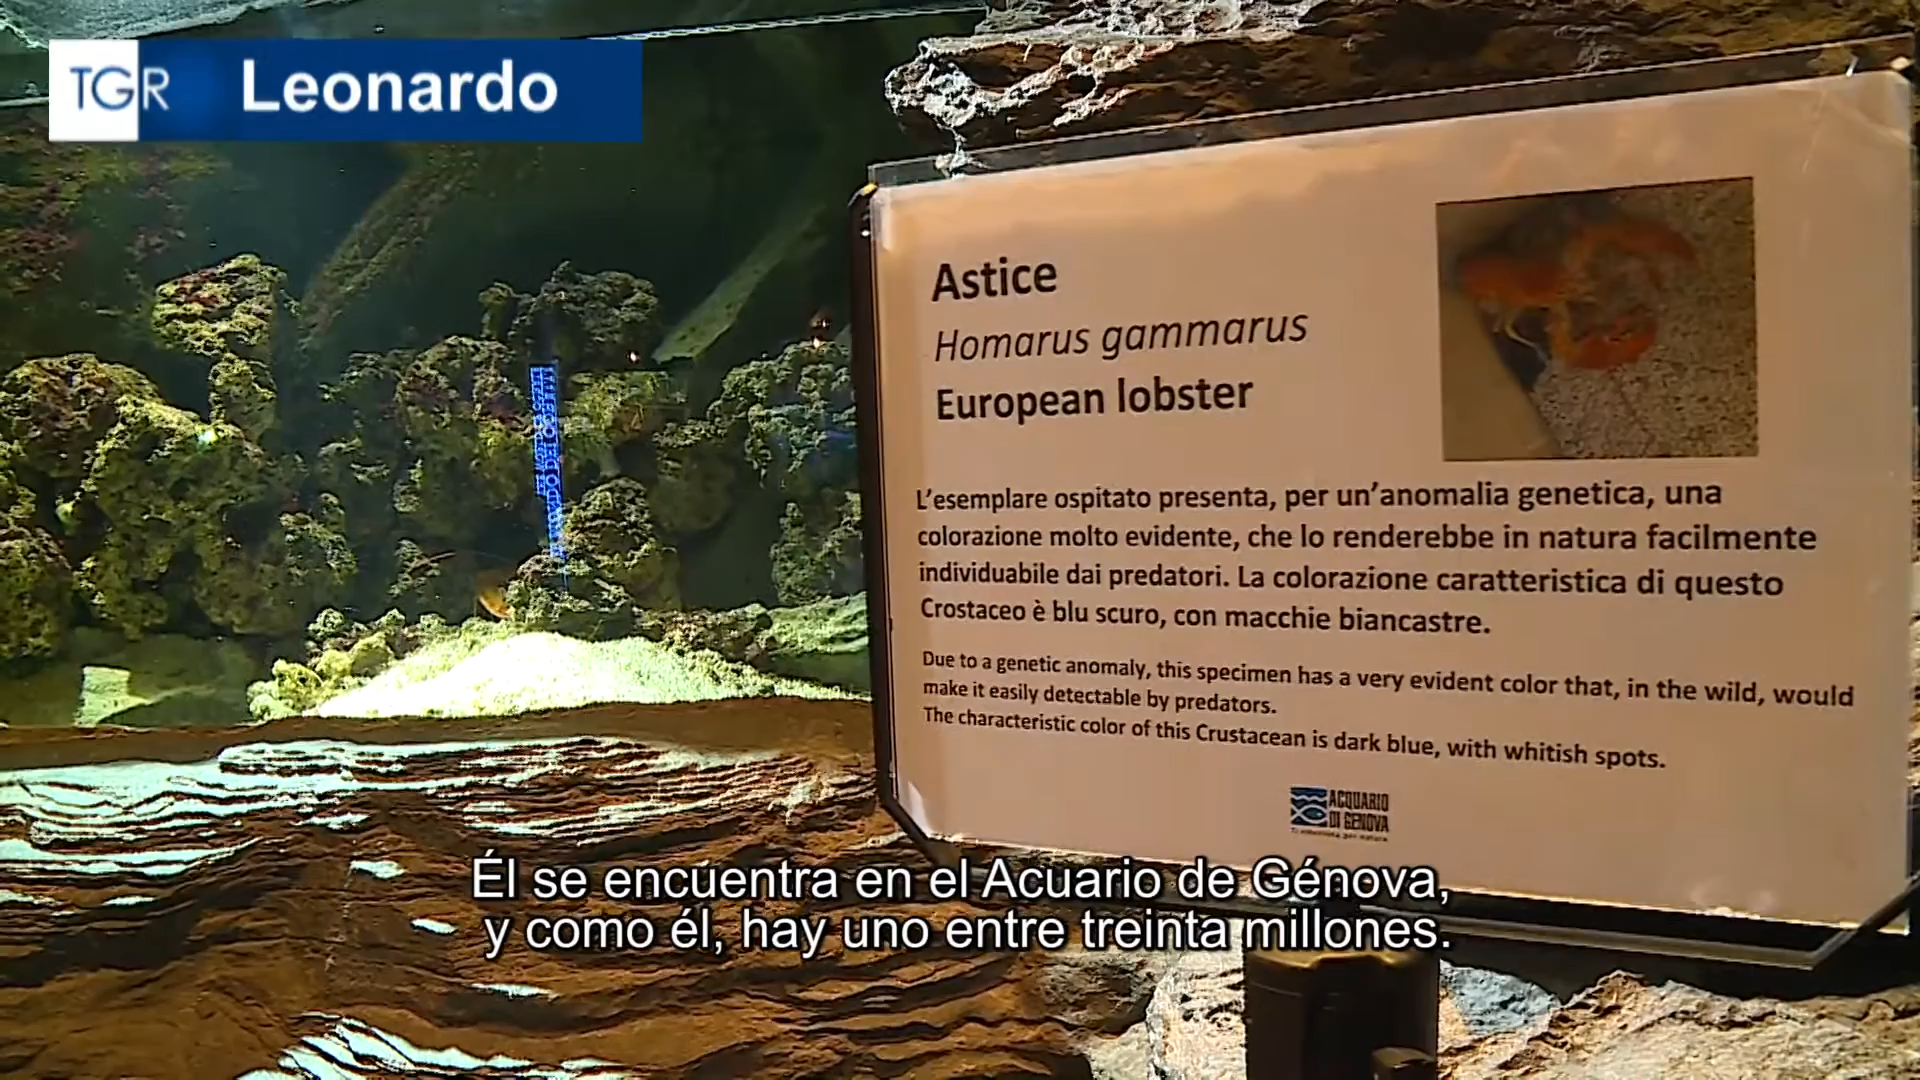 TGR Leonardo
Astice
Homarus gammarus
European lobster
L'esemplare ospitato presenta, per un'anomalia genetica, una
colorazione molto evidente, che lo renderebbe in natura facilmente
individuabile dai predatori. La colorazione caratteristica di questo
Crostaceo è blu scuro, con macchie biancastre.
Due to a genetic anomaly, this specimen has a very evident color that, in the wild, would
make it easily detectable by predators.
The characteristic color of this Crustacean is dark blue, with whitish spots.
ACQUARIO
DI GENOVA
Él se encuentra en el Acuario de Génova,
y como él, hay uno entre treinta millones.